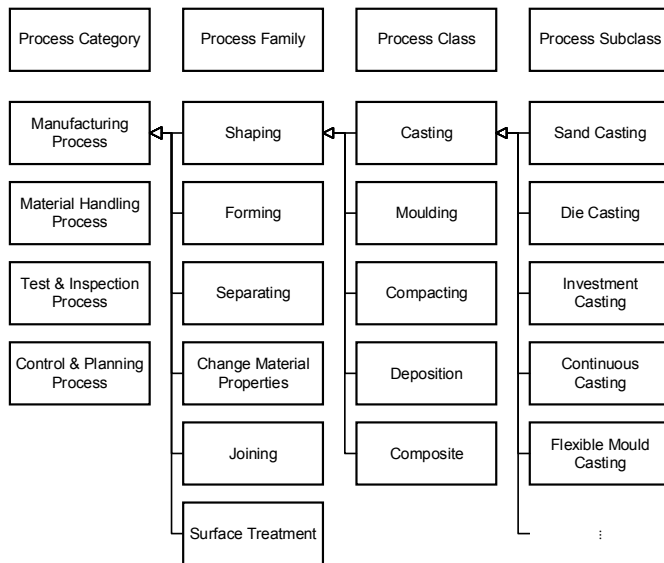 Process Category
Process Family
Process Class
Process Subclass
Manufacturing
Process
Shaping
Casting
Sand Casting
Material Handling
Process
Forming
Moulding
Die Casting
Test & Inspection
Process
Separating
Compacting
Investment
Casting
Control & Planning
Process
Change Material
Properties
Deposition
Continuous
Casting
Joining
Composite
Flexible Mould
Casting
Surface Treatment
⋮